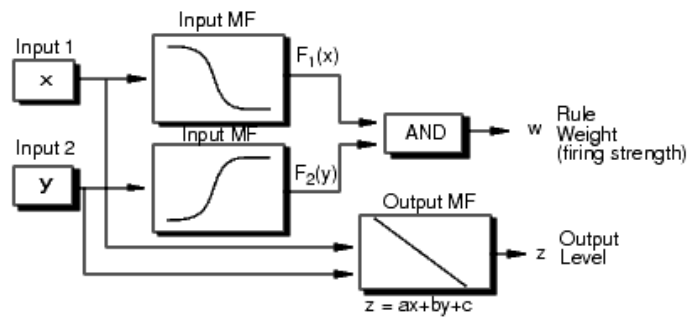 Input MF
Input 1
x
F1(x)
Input MF
AND
w
Rule
Weight
(firing strength)
Input 2
y
F2(y)
Output MF
z
Output
Level
z = ax+by+c